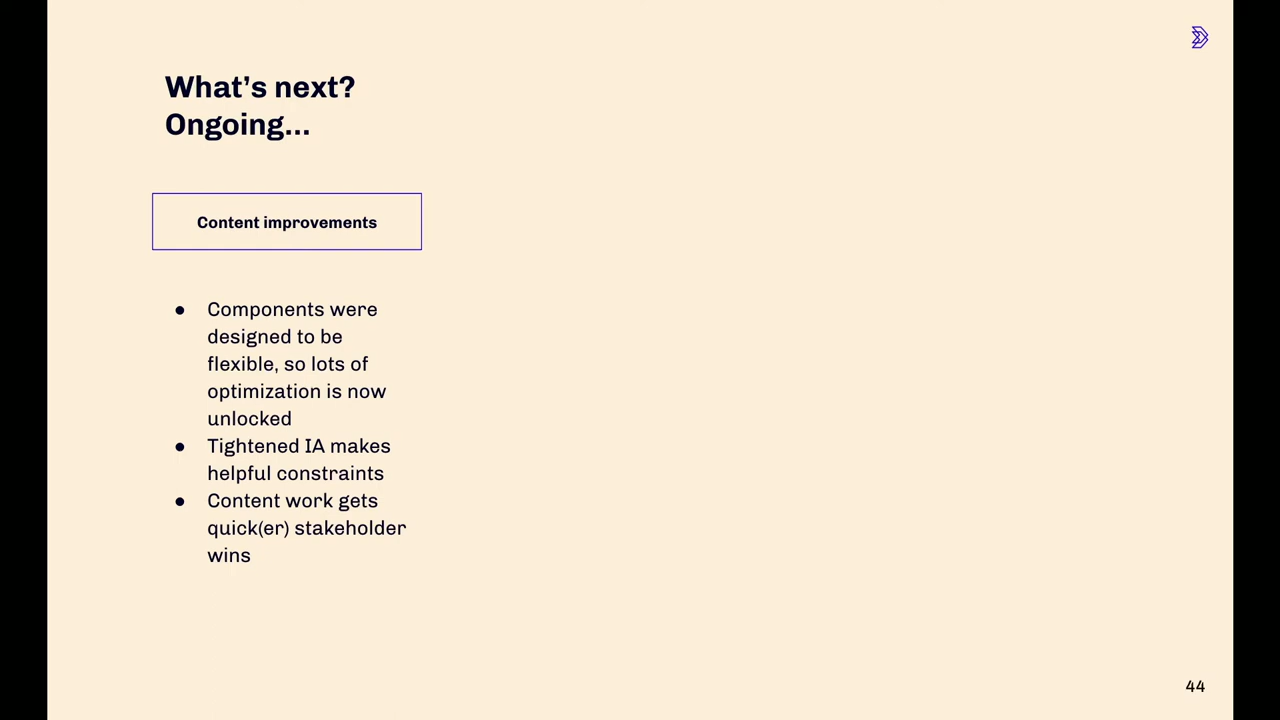 What's next?
Ongoing...
Content improvements
● Components were
designed to be
flexible, so lots of
optimization is now
unlocked
● Tightened IA makes
helpful constraints
● Content work gets
quick(er) stakeholder
wins
44